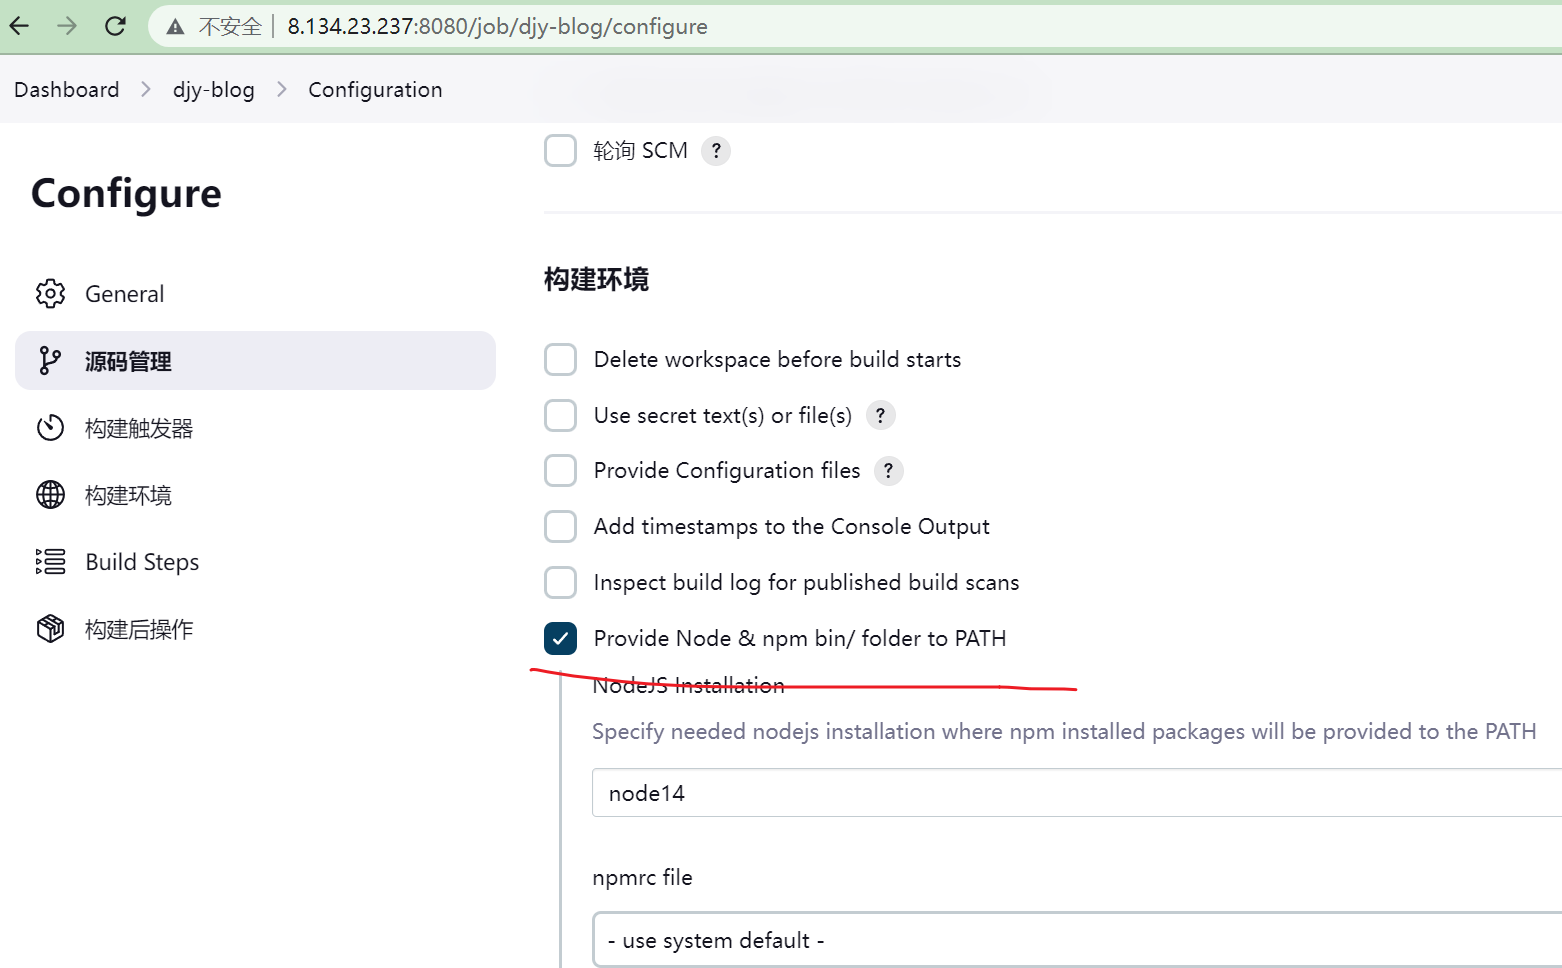 不安全 8.134.23.237:8080/job/djy-blog/configure
Dashboard djy-blog Configuration
轮询 SCM ?
Configure
General
源码管理
构建触发器
构建环境
Build Steps
构建后操作
构建环境
Delete workspace before build starts
Use secret text(s) or file(s) ?
Provide Configuration files ?
Add timestamps to the Console Output
Inspect build log for published build scans
Provide Node & npm bin/ folder to PATH
NodeJS Installation
Specify needed nodejs installation where npm installed packages will be provided to the PATH
node14
npmrc file
- use system default -